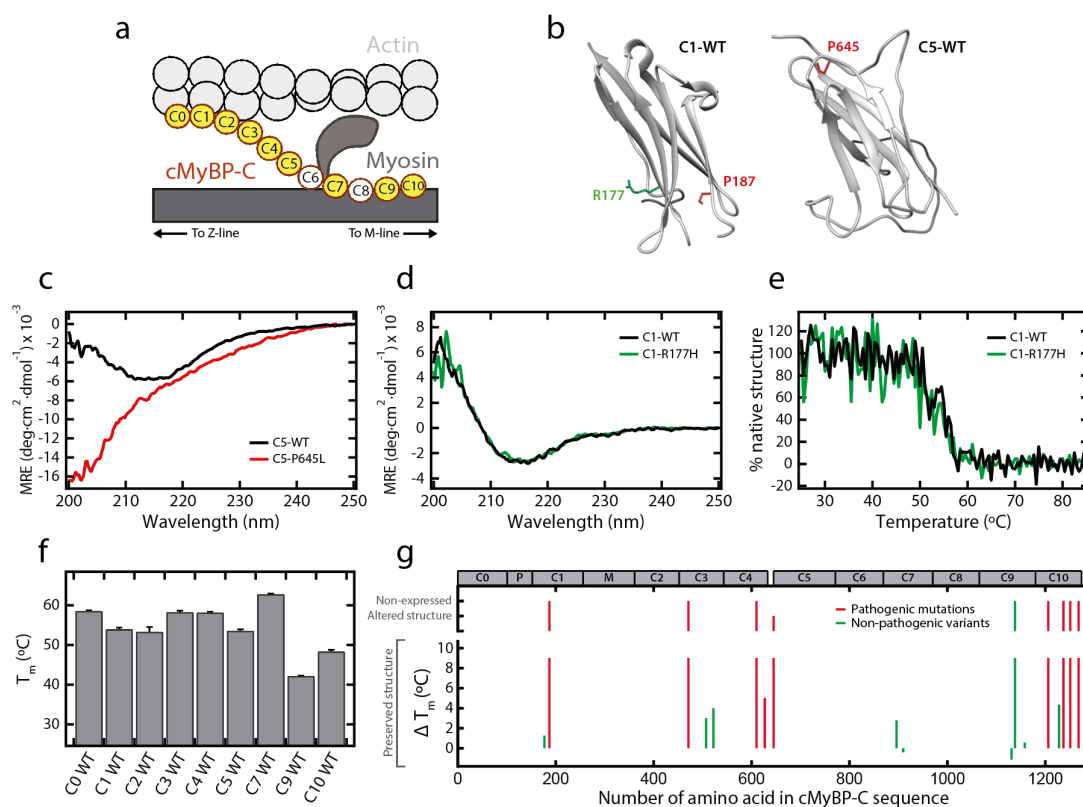 a
Actin
C0 C1 C2 C3 C4 C5 C6 C7 C8 C9 C10
cMyBP-C
Myosin
To Z-line
To M-line
b
C1-WT
R177
P187
P645
C5-WT
c
MRE (deg·cm²·dmol⁻¹) x 10⁻³
0
-2
-4
-6
-8
-10
-12
-14
-16
C5-WT
C5-P645L
200 210 220 230 240 250
Wavelength (nm)
d
MRE (deg·cm²·dmol⁻¹) x 10⁻³
8
6
4
2
0
-2
-4
C1-WT
C1-R177H
200 210 220 230 240 250
Wavelength (nm)
e
% native structure
120
100
80
60
40
20
0
-20
C1-WT
C1-R177H
30 40 50 60 70 80
Temperature (ºC)
f
Tm (ºC)
60
50
40
30
C0 WT
C1 WT
C2 WT
C3 WT
C4 WT
C5 WT
C7 WT
C9 WT
C10 WT
g
C0 P C1 M C2 C3 C4 C5 C6 C7 C8 C9 C10
Non-expressed
Altered structure
Pathogenic mutations
Non-pathogenic variants
Preserved structure
Δ Tm (ºC)
10
8
6
4
2
0
0 200 400 600 800 1000 1200
Number of amino acid in cMyBP-C sequence